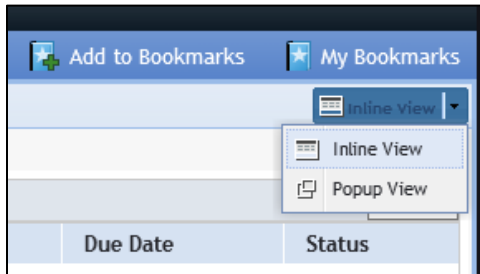 Add to Bookmarks My Bookmarks
Inline View
Inline View
Popup View
Due Date Status